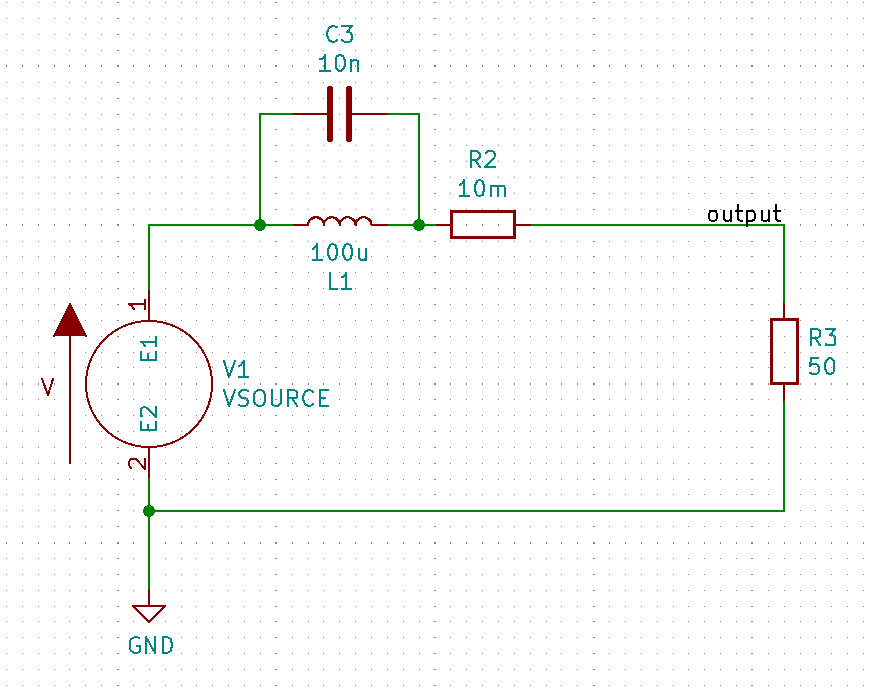 C3
10n
R2
10m
output
100u
L1
1
E1
V
V1
VSOURCE
E2
2
R3
50
GND